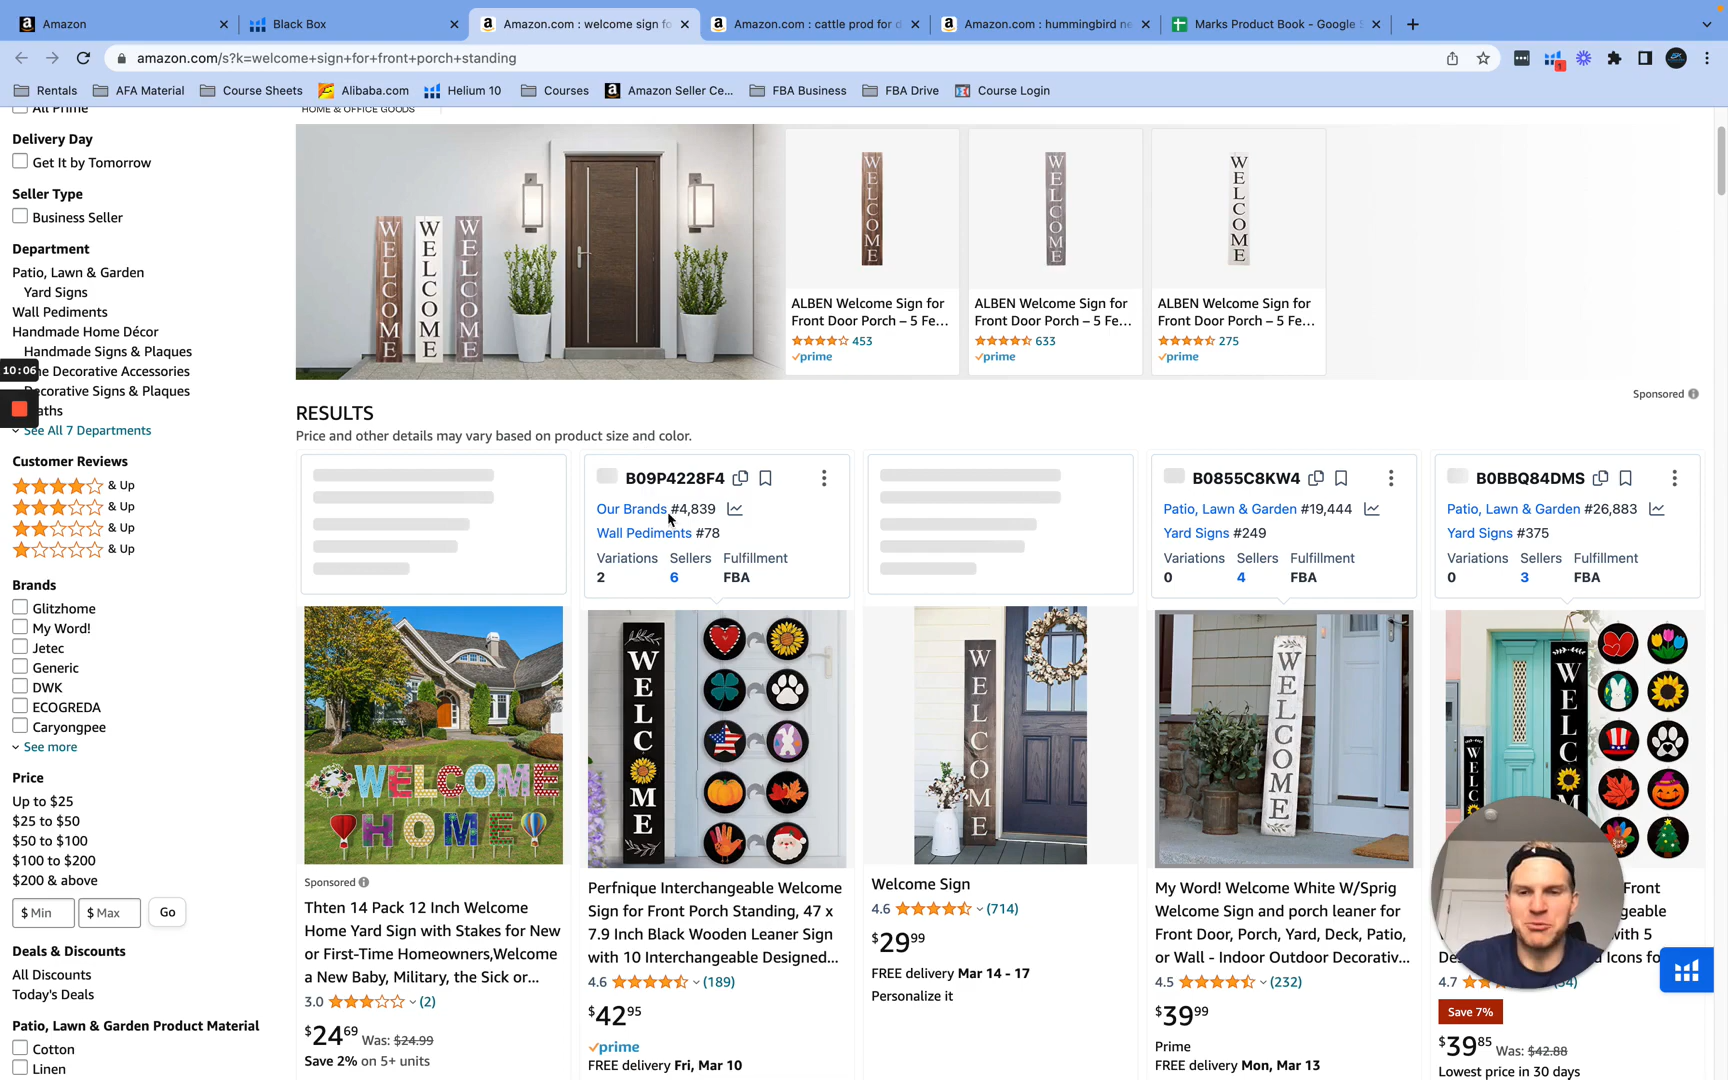 Amazon
Black Box
Amazon.com : welcome sign fo
Amazon.com : cattle prod for d
Amazon.com : hummingbird ne
Marks Product Book - Google S
amazon.com/s?k=welcome+sign+for+front+porch+standing
Rentals
AFA Material
Course Sheets
Alibaba.com
Helium 10
Courses
Amazon Seller Ce...
FBA Business
FBA Drive
Course Login
All Prime
Delivery Day
Get It by Tomorrow
Seller Type
Business Seller
Department
Patio, Lawn & Garden
Yard Signs
Wall Pediments
Handmade Home Décor
Handmade Signs & Plaques
10:06
Decorative Accessories
Decorative Signs & Plaques
See All 7 Departments
Customer Reviews
& Up
& Up
& Up
& Up
Brands
Glitzhome
My Word!
Jetec
Generic
DWK
ECOGREDA
Caryongpee
See more
Price
Up to $25
$25 to $50
$50 to $100
$100 to $200
$200 & above
$ Min
$ Max
Go
Deals & Discounts
All Discounts
Today's Deals
Patio, Lawn & Garden Product Material
Cotton
Linen
HOME & OFFICE GOODS
WELCOME
WELCOME
WELCOME
WELCOME
WELCOME
WELCOME
ALBEN Welcome Sign for
Front Door Porch – 5 Fe...
453
prime
ALBEN Welcome Sign for
Front Door Porch – 5 Fe...
633
prime
ALBEN Welcome Sign for
Front Door Porch – 5 Fe...
275
prime
Sponsored
RESULTS
Price and other details may vary based on product size and color.
B09P4228F4
Our Brands #4,839
Wall Pediments #78
Variations Sellers Fulfillment
2 6 FBA
B0855C8KW4
Patio, Lawn & Garden #19,444
Yard Signs #249
Variations Sellers Fulfillment
0 4 FBA
B0BBQ84DMS
Patio, Lawn & Garden #26,883
Yard Signs #375
Variations Sellers Fulfillment
0 3 FBA
WELCOME
HOME
WELC ME
WELCOME
WELCOME
Sponsored
Thten 14 Pack 12 Inch Welcome
Home Yard Sign with Stakes for New
or First-Time Homeowners,Welcome
a New Baby, Military, the Sick or...
3.0 (2)
$24.69 Was: $24.99
Save 2% on 5+ units
Perfnique Interchangeable Welcome
Sign for Front Porch Standing, 47 x
7.9 Inch Black Wooden Leaner Sign
with 10 Interchangeable Designed...
4.6 (189)
$42.95
prime
FREE delivery Fri, Mar 10
Welcome Sign
4.6 (714)
$29.99
FREE delivery Mar 14 - 17
Personalize it
My Word! Welcome White W/Sprig
Welcome Sign and porch leaner for
Front Door, Porch, Yard, Deck, Patio,
or Wall - Indoor Outdoor Decorativ...
4.5 (232)
$39.99
Prime
FREE delivery Mon, Mar 13
Front
with 5
Icons fo
4.7
Save 7%
$39.85 Was: $42.88
Lowest price in 30 days